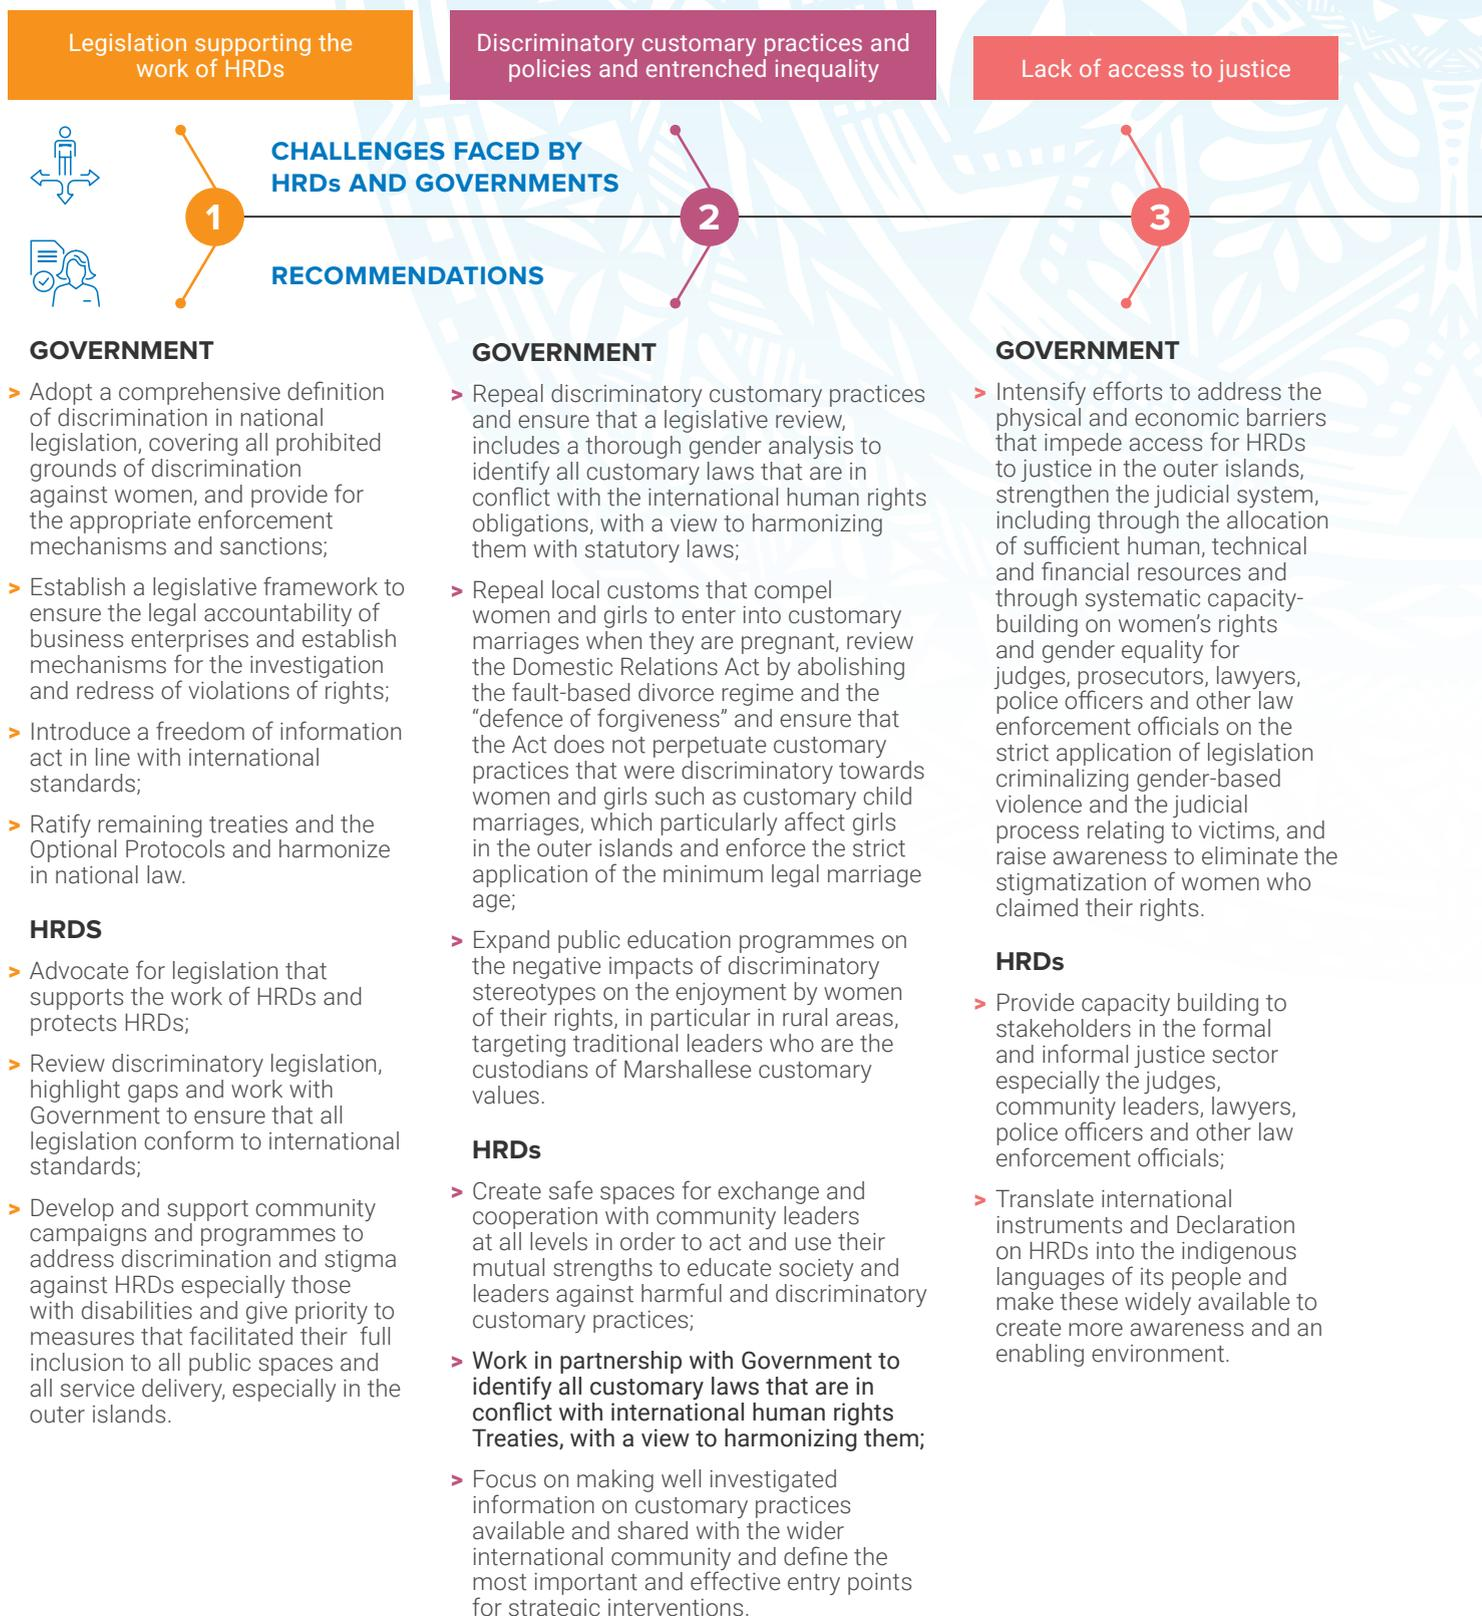 Legislation supporting the
work of HRDs
Discriminatory customary practices and
policies and entrenched inequality
Lack of access to justice
CHALLENGES FACED BY
HRDs AND GOVERNMENTS
1
2
3
RECOMMENDATIONS
GOVERNMENT
> Adopt a comprehensive definition
of discrimination in national
legislation, covering all prohibited
grounds of discrimination
against women, and provide for
the appropriate enforcement
mechanisms and sanctions;
> Establish a legislative framework to
ensure the legal accountability of
business enterprises and establish
mechanisms for the investigation
and redress of violations of rights;
> Introduce a freedom of information
act in line with international
standards;
> Ratify remaining treaties and the
Optional Protocols and harmonize
in national law.
HRDS
> Advocate for legislation that
supports the work of HRDs and
protects HRDs;
> Review discriminatory legislation,
highlight gaps and work with
Government to ensure that all
legislation conform to international
standards;
> Develop and support community
campaigns and programmes to
address discrimination and stigma
against HRDs especially those
with disabilities and give priority to
measures that facilitated their  full
inclusion to all public spaces and
all service delivery, especially in the
outer islands.
GOVERNMENT
> Repeal discriminatory customary practices
and ensure that a legislative review,
includes a thorough gender analysis to
identify all customary laws that are in
conflict with the international human rights
obligations, with a view to harmonizing
them with statutory laws;
> Repeal local customs that compel
women and girls to enter into customary
marriages when they are pregnant, review
the Domestic Relations Act by abolishing
the fault-based divorce regime and the
“defence of forgiveness” and ensure that
the Act does not perpetuate customary
practices that were discriminatory towards
women and girls such as customary child
marriages, which particularly affect girls
in the outer islands and enforce the strict
application of the minimum legal marriage
age;
> Expand public education programmes on
the negative impacts of discriminatory
stereotypes on the enjoyment by women
of their rights, in particular in rural areas,
targeting traditional leaders who are the
custodians of Marshallese customary
values.
HRDs
> Create safe spaces for exchange and
cooperation with community leaders
at all levels in order to act and use their
mutual strengths to educate society and
leaders against harmful and discriminatory
customary practices;
> Work in partnership with Government to
identify all customary laws that are in
conflict with international human rights
Treaties, with a view to harmonizing them;
> Focus on making well investigated
information on customary practices
available and shared with the wider
international community and define the
most important and effective entry points
for strategic interventions.
GOVERNMENT
> Intensify efforts to address the
physical and economic barriers
that impede access for HRDs
to justice in the outer islands,
strengthen the judicial system,
including through the allocation
of sufficient human, technical
and financial resources and
through systematic capacity-
building on women’s rights
and gender equality for
judges, prosecutors, lawyers,
police officers and other law
enforcement officials on the
strict application of legislation
criminalizing gender-based
violence and the judicial
process relating to victims, and
raise awareness to eliminate the
stigmatization of women who
claimed their rights.
HRDs
> Provide capacity building to
stakeholders in the formal
and informal justice sector
especially the judges,
community leaders, lawyers,
police officers and other law
enforcement officials;
> Translate international
instruments and Declaration
on HRDs into the indigenous
languages of its people and
make these widely available to
create more awareness and an
enabling environment.